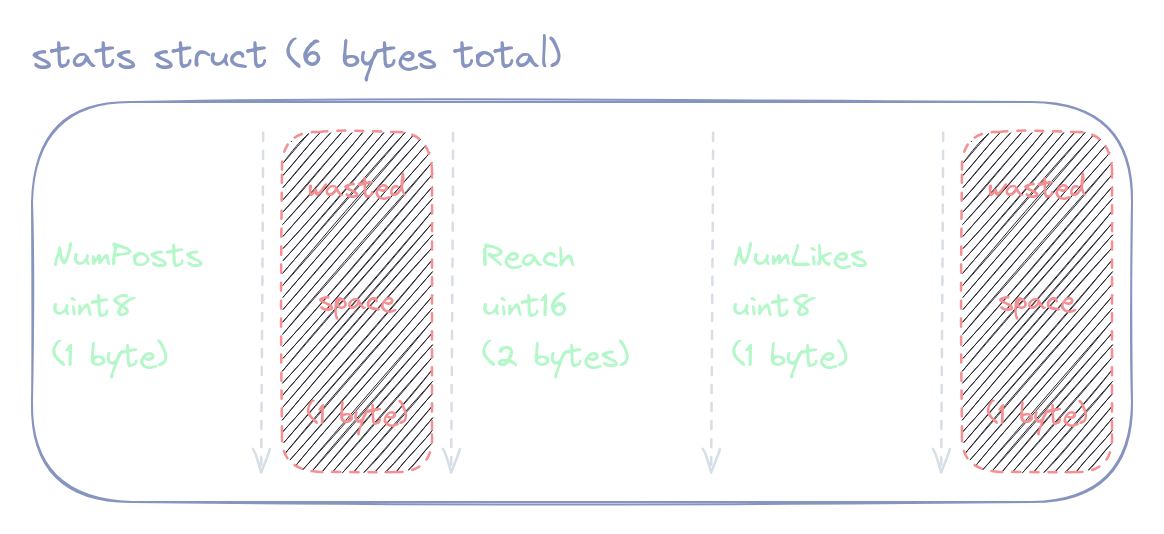 stats struct (6 bytes total)
NumPosts
uint8
(1 byte)
wasted
space
(1 byte)
Reach
uint16
(2 bytes)
NumLikes
uint8
(1 byte)
wasted
space
(1 byte)